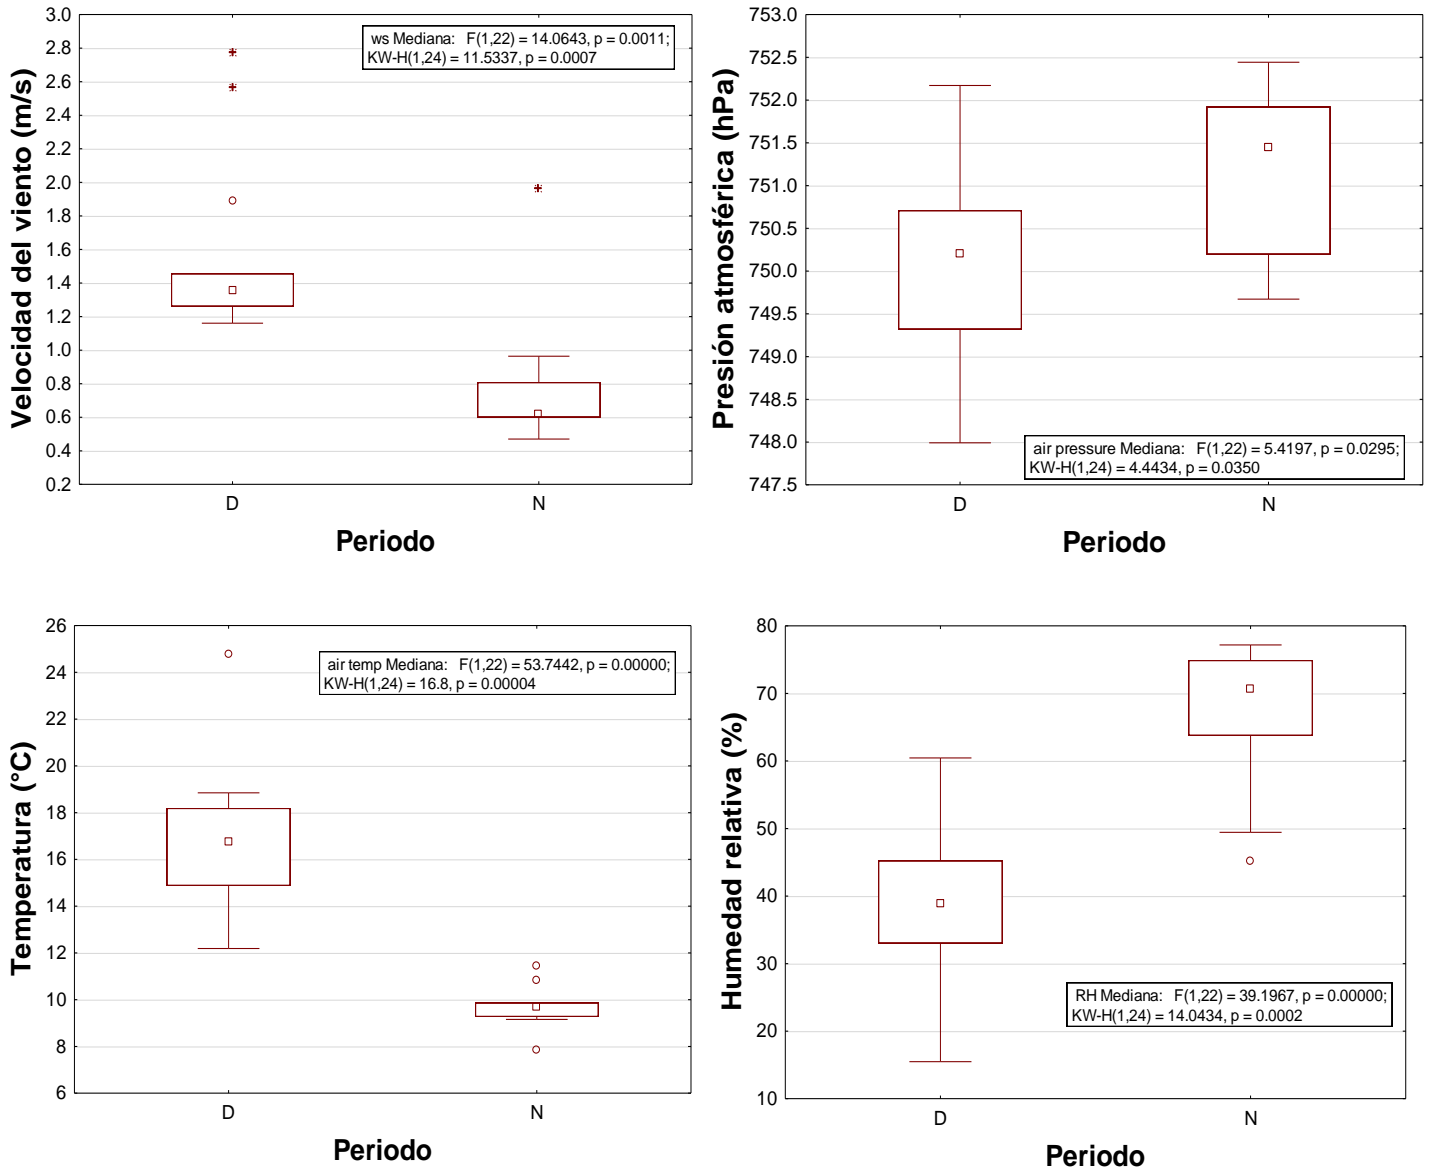 Velocidad del viento (m/s)
3.0
2.8
2.6
2.4
2.2
2.0
1.8
1.6
1.4
1.2
1.0
0.8
0.6
0.4
0.2
ws Mediana: F(1,22) = 14.0643, p = 0.0011;
KW-H(1,24) = 11.5337, p = 0.0007
D
N
Periodo
Presión atmosférica (hPa)
753.0
752.5
752.0
751.5
751.0
750.5
750.0
749.5
749.0
748.5
748.0
747.5
air pressure Mediana: F(1,22) = 5.4197, p = 0.0295;
KW-H(1,24) = 4.4434, p = 0.0350
D
N
Periodo
Temperatura (°C)
26
24
22
20
18
16
14
12
10
8
6
air temp Mediana: F(1,22) = 53.7442, p = 0.00000;
KW-H(1,24) = 16.8, p = 0.00004
D
N
Periodo
Humedad relativa (%)
80
70
60
50
40
30
20
10
RH Mediana: F(1,22) = 39.1967, p = 0.00000;
KW-H(1,24) = 14.0434, p = 0.0002
D
N
Periodo